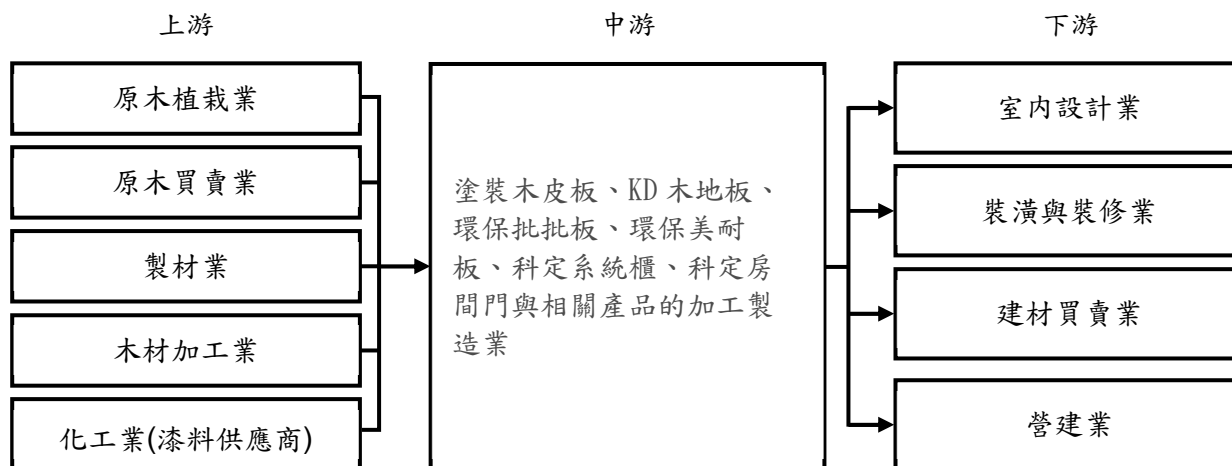 上游
中游
下游
原木植栽業
原木買賣業
製材業
木材加工業
化工業(漆料供應商)
塗裝木皮板、KD 木地板、
環保批批板、環保美耐
板、科定系統櫃、科定房
間門與相關產品的加工製
造業
室內設計業
裝潢與裝修業
建材買賣業
營建業